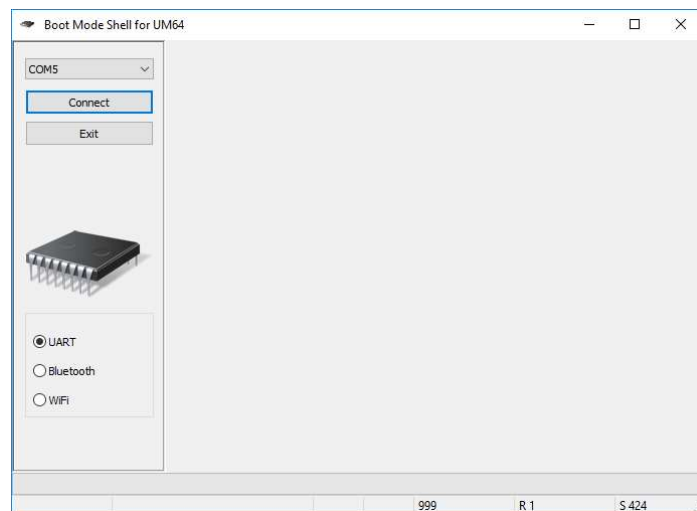 Boot Mode Shell for UM64
COM5
Connect
Exit
UART
Bluetooth
WiFi
999 R 1 S 424